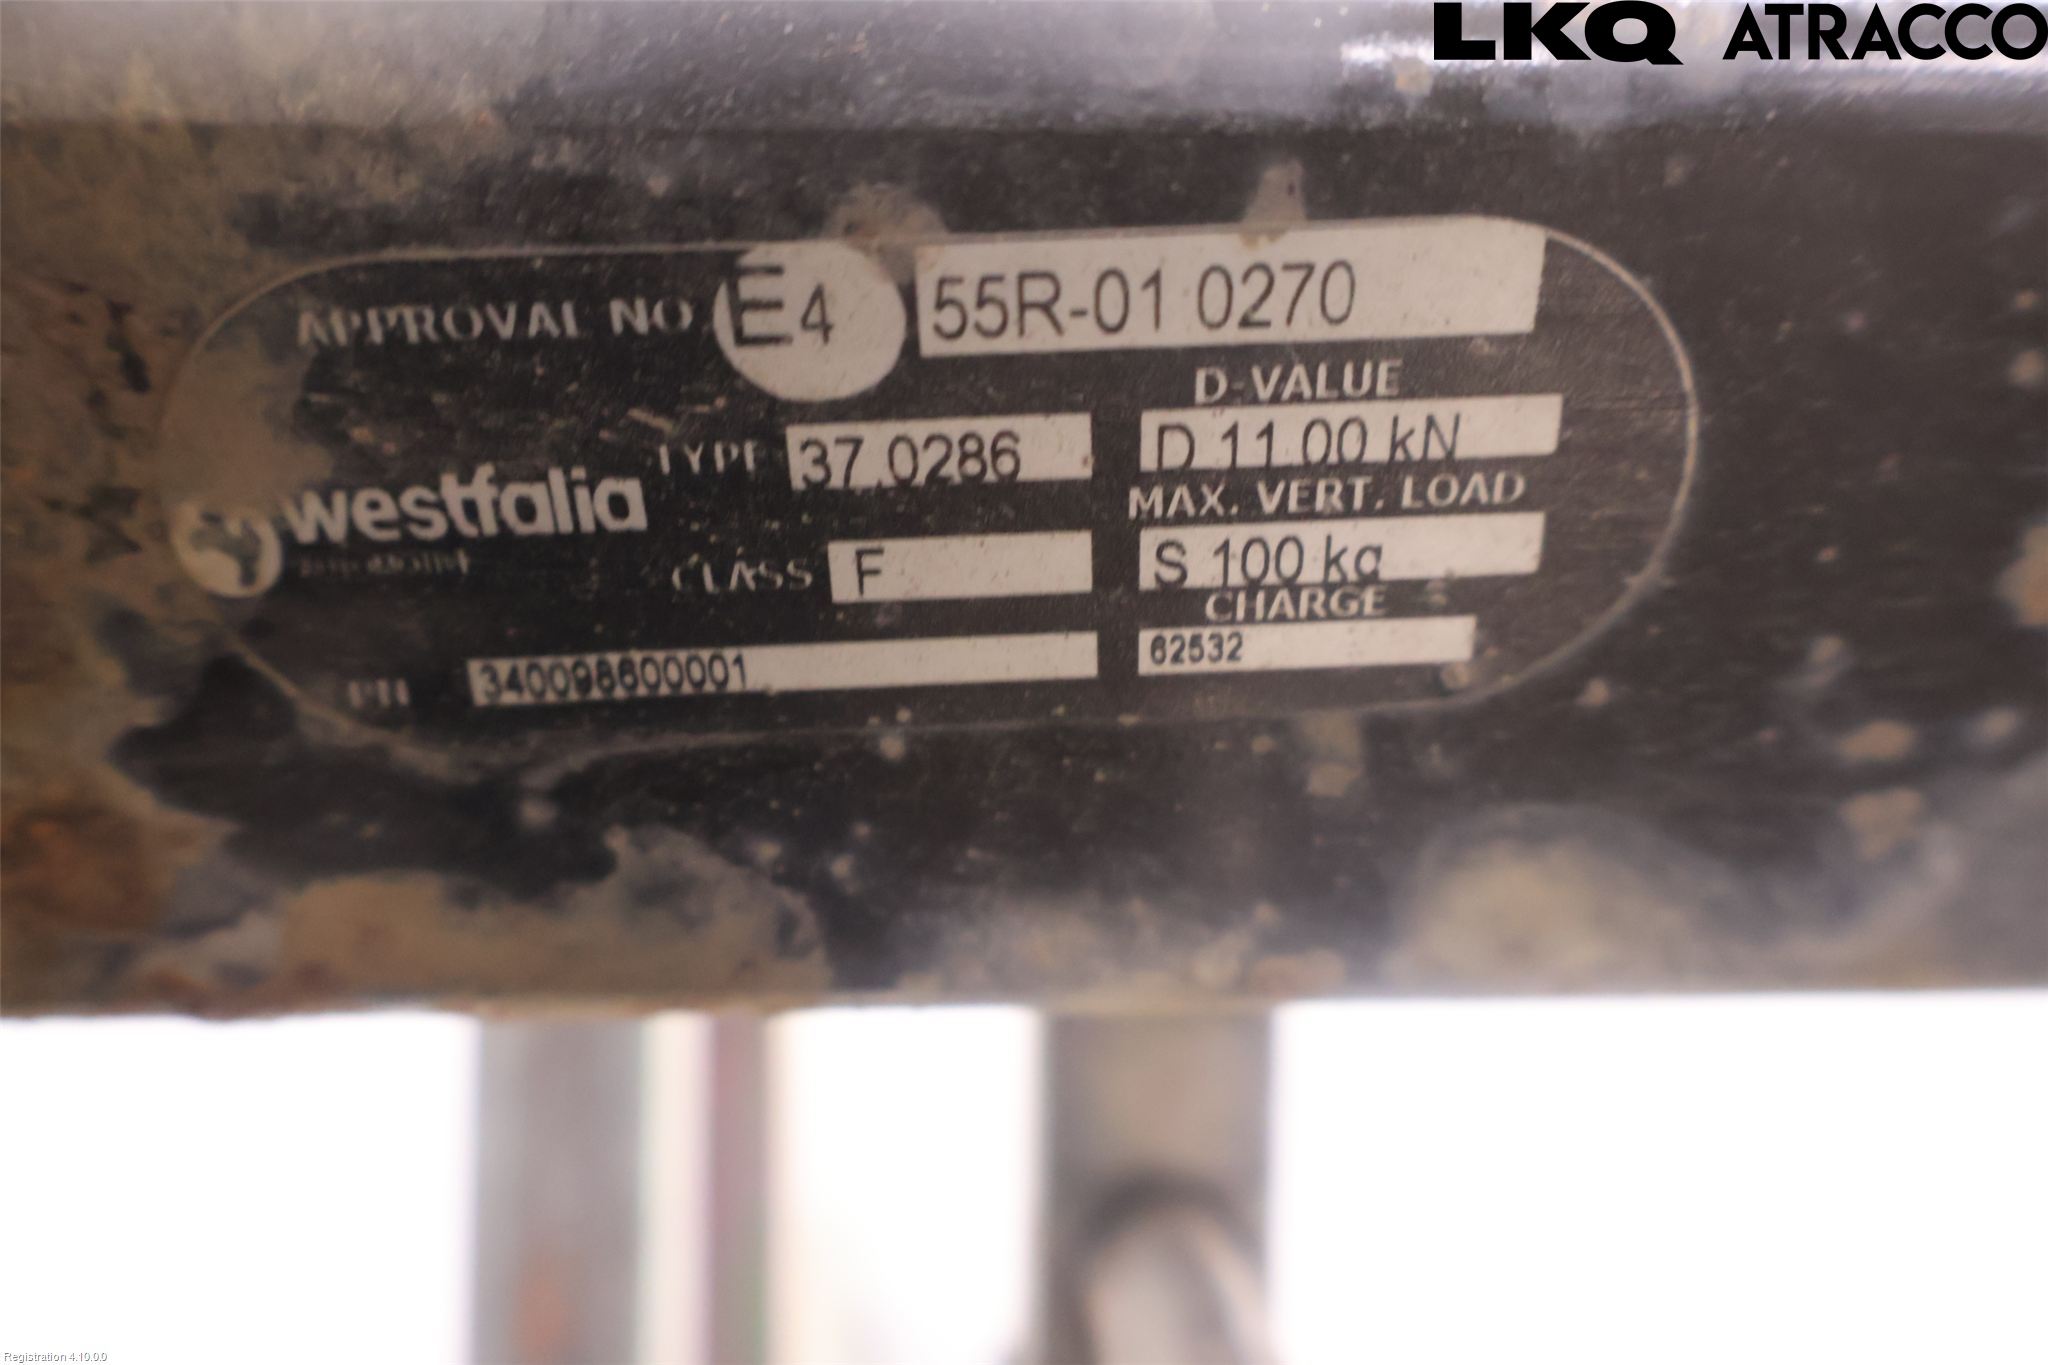 LKQ ATRACCO
APPROVAL NO E4 55R-01 0270
D-VALUE
TYPE 37.0286 D 11.00 kN
westfalia
MAX. VERT. LOAD
CLASS F S 100 kg
CHARGE
340098600001 62532
Registration 4.10.0.0